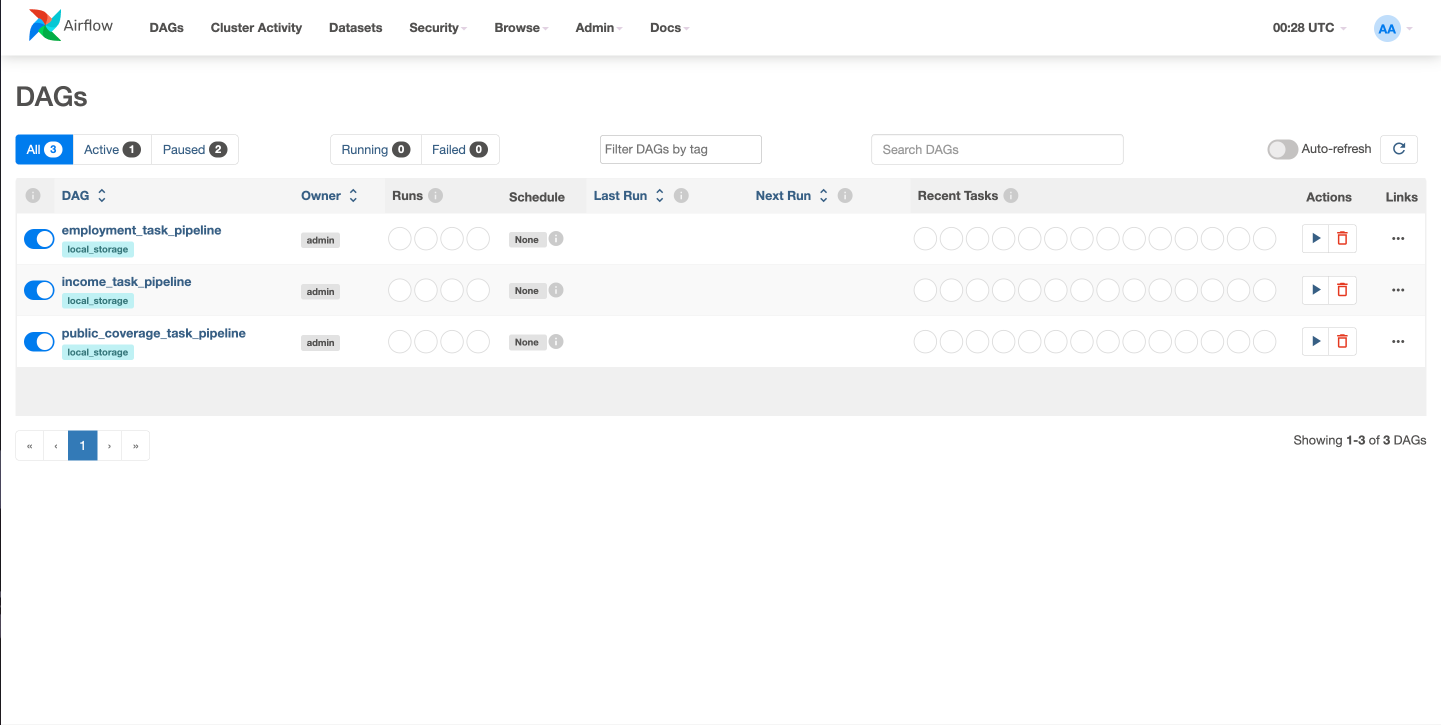 Airflow DAGs Cluster Activity Datasets Security Browse Admin Docs 00:28 UTC AA
DAGs
All 3 Active 1 Paused 2 Running 0 Failed 0 Filter DAGs by tag Search DAGs Auto-refresh
i DAG Owner Runs i Schedule Last Run i Next Run i Recent Tasks i Actions Links
employment_task_pipeline
local_storage admin None i ...
income_task_pipeline
local_storage admin None i ...
public_coverage_task_pipeline
local_storage admin None i ...
« ‹ 1 › » Showing 1-3 of 3 DAGs